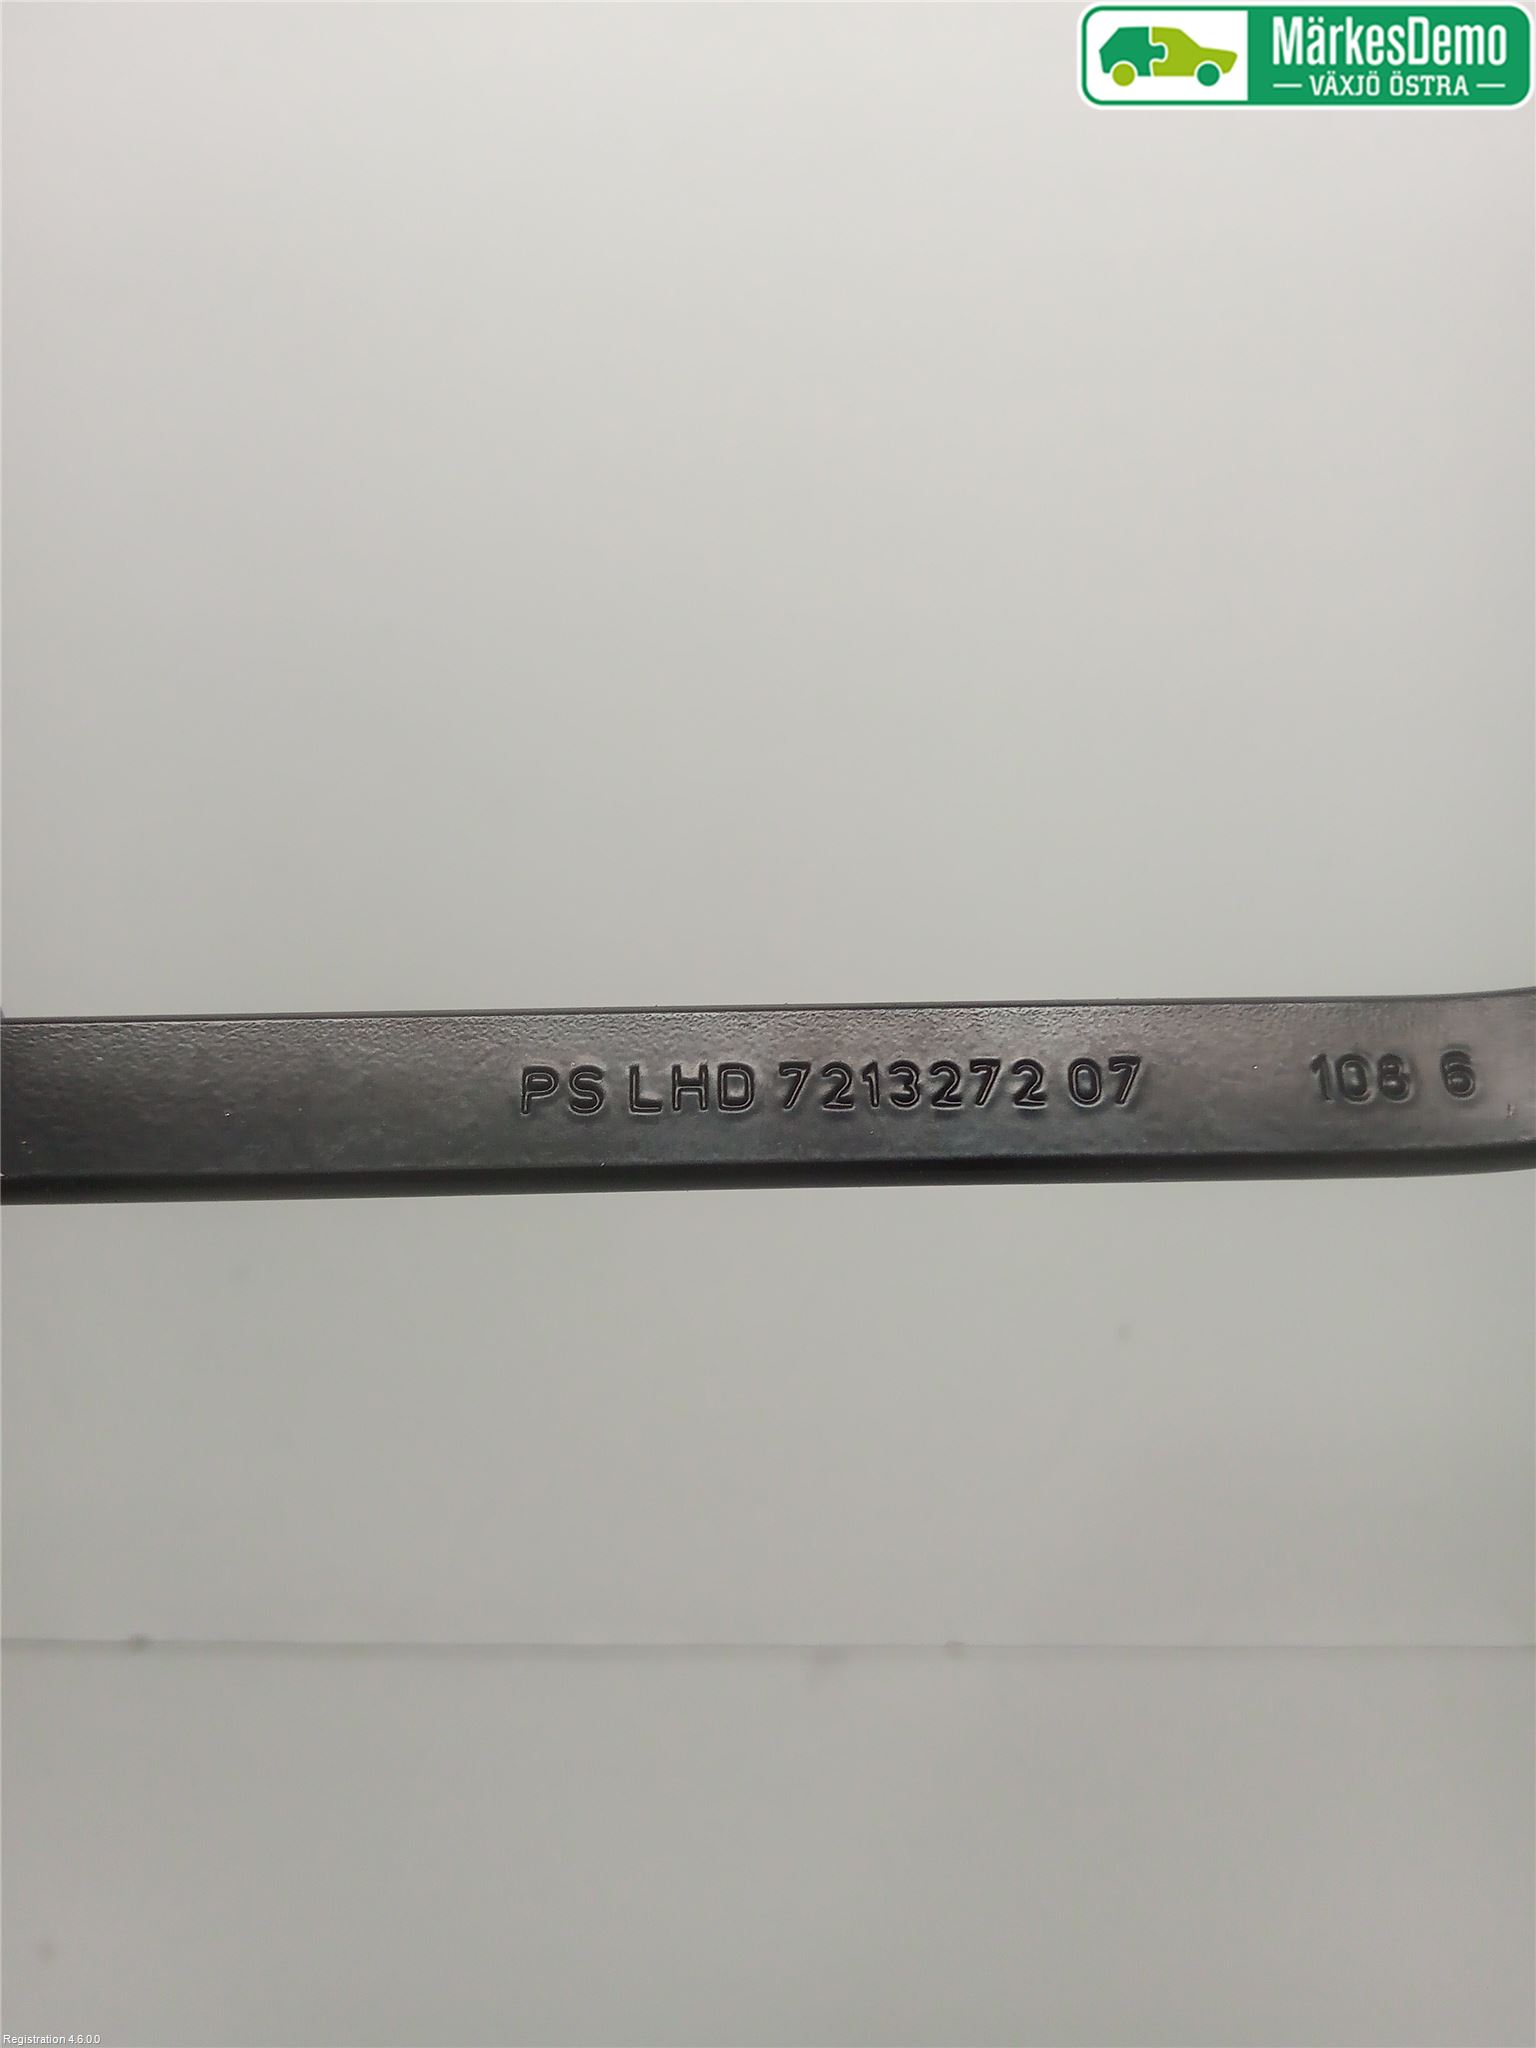 MärkesDemo
VÄXJÖ ÖSTRA
PS LHD 7213272 07 108 6
Registration 4.6.0.0